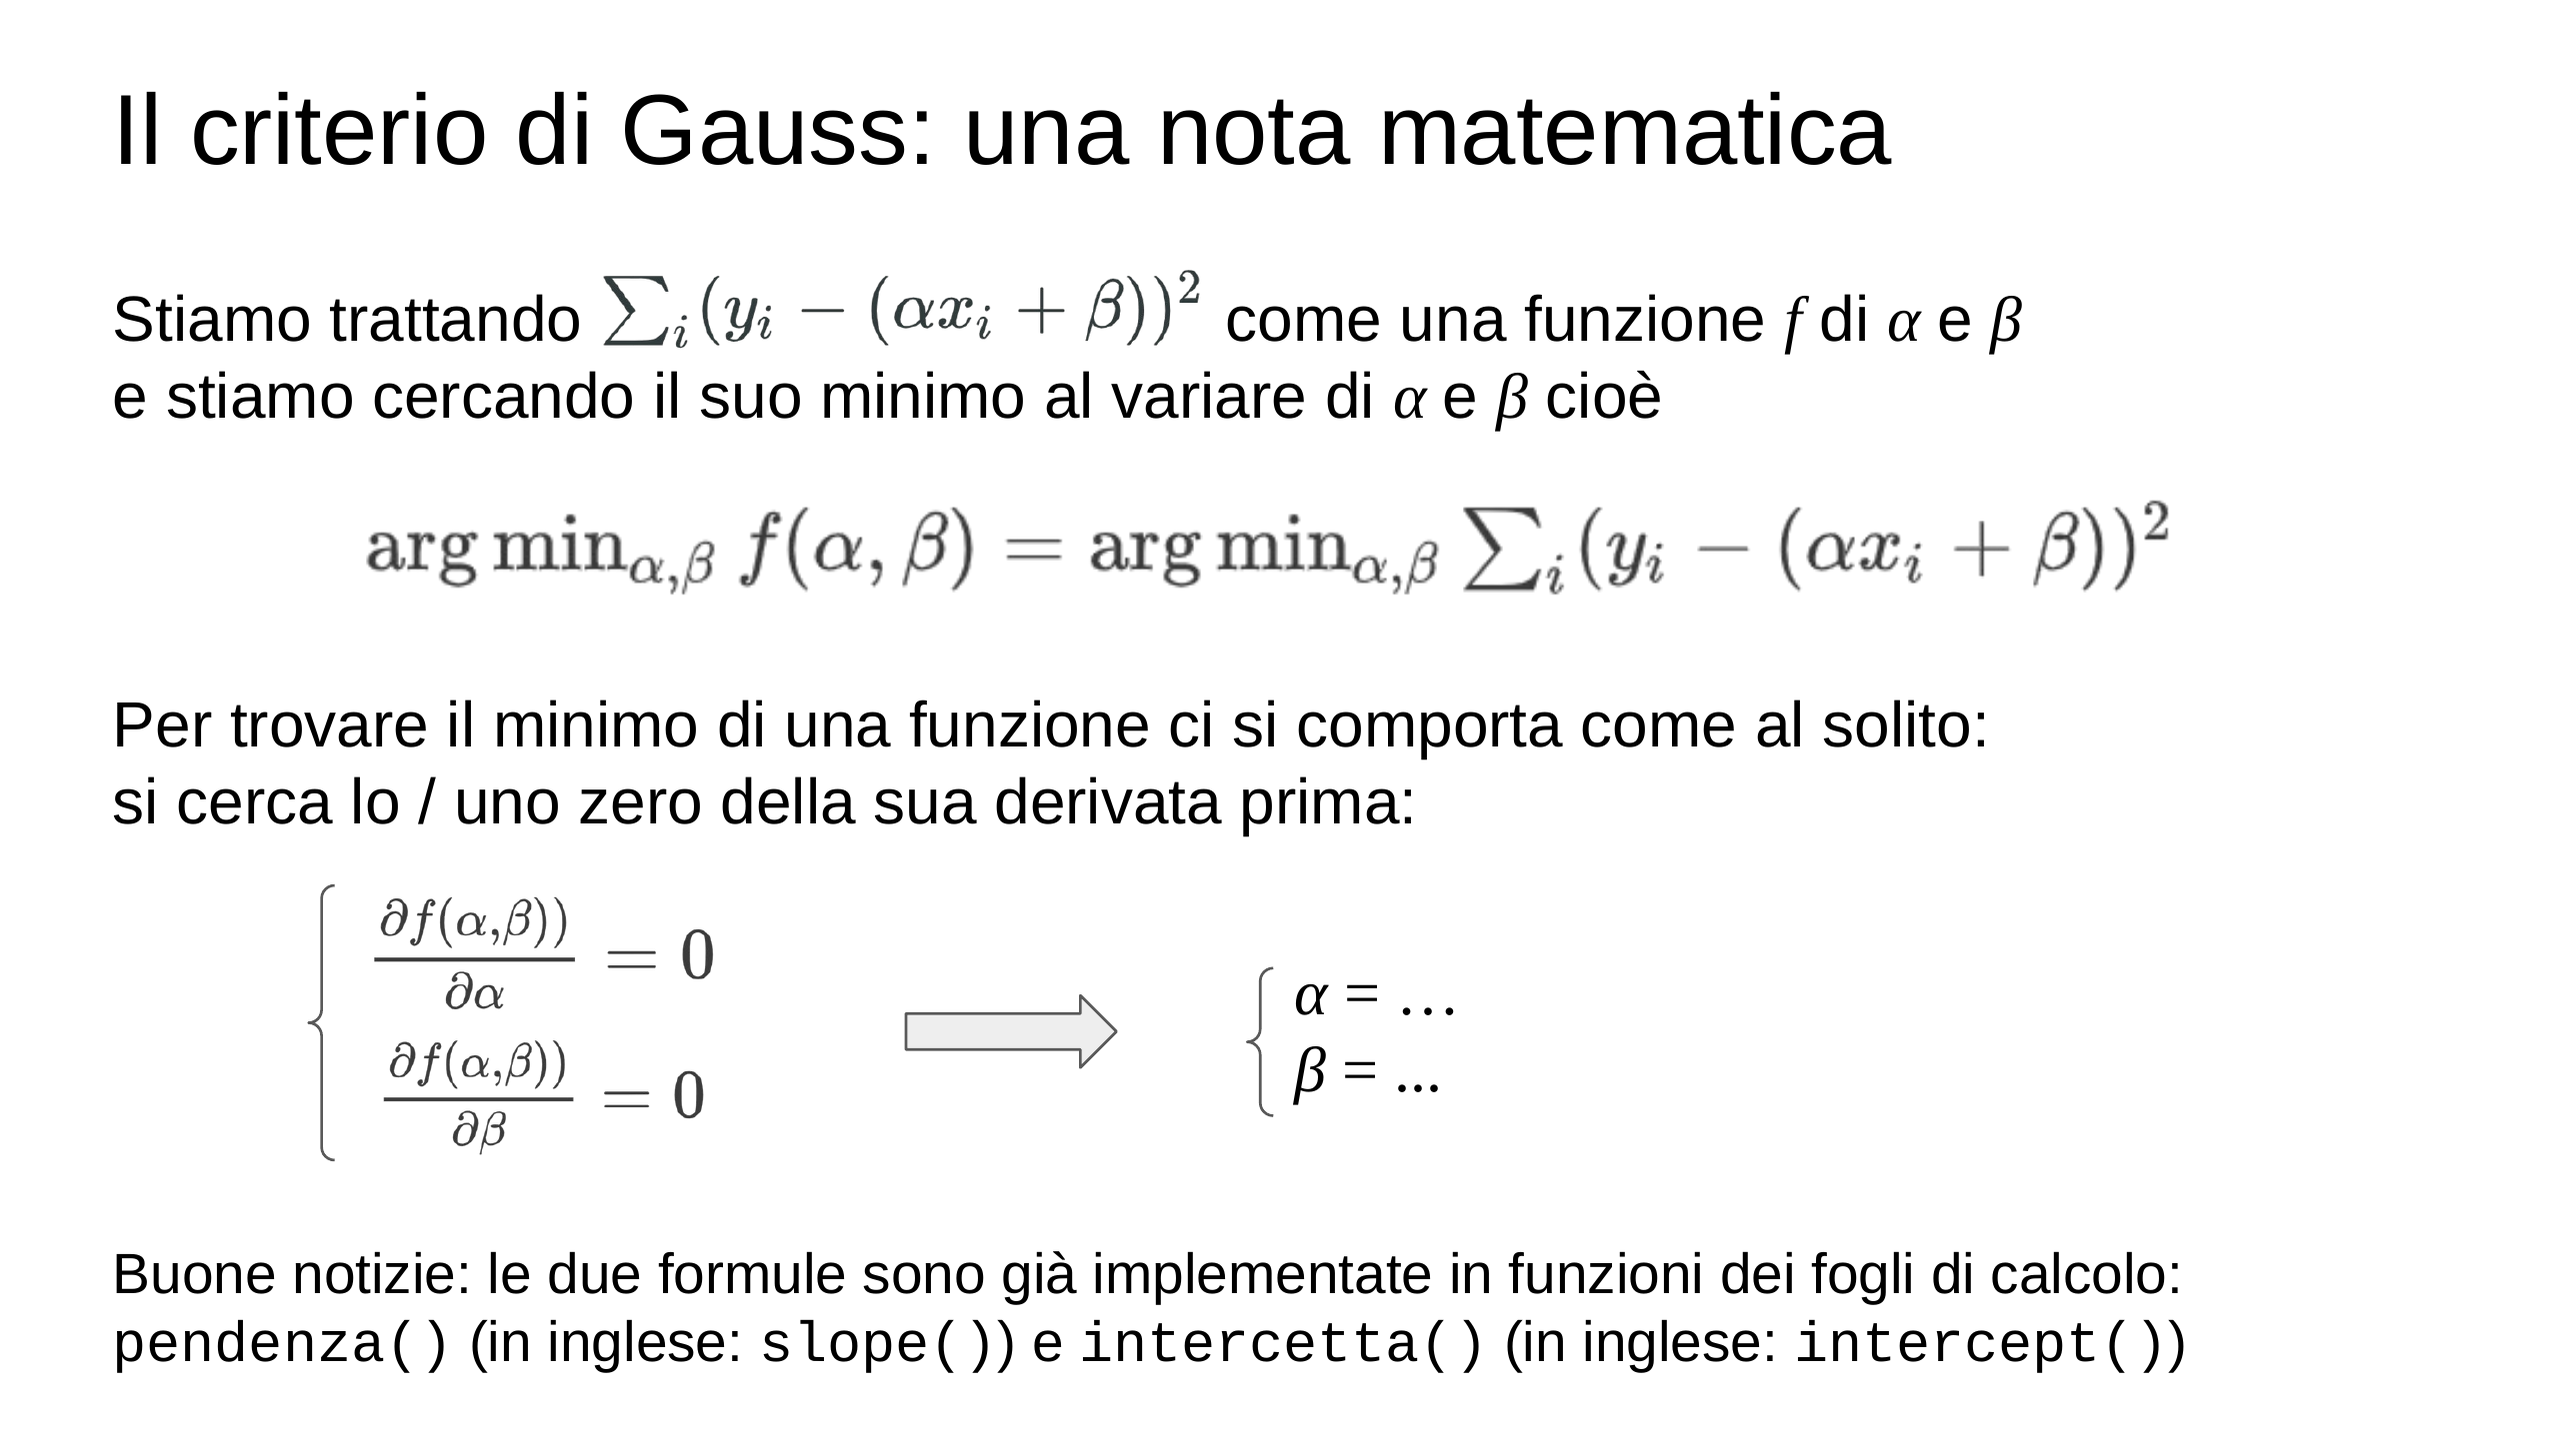 Il criterio di Gauss: una nota matematica
Stiamo trattando ∑ᵢ(yᵢ − (αxᵢ + β))² come una funzione f di α e β
e stiamo cercando il suo minimo al variare di α e β cioè
arg min_{α,β} f(α, β) = arg min_{α,β} ∑ᵢ(yᵢ − (αxᵢ + β))²
Per trovare il minimo di una funzione ci si comporta come al solito:
si cerca lo / uno zero della sua derivata prima:
∂f(α,β))/∂α = 0
∂f(α,β))/∂β = 0
α = …
β = ...
Buone notizie: le due formule sono già implementate in funzioni dei fogli di calcolo:
pendenza() (in inglese: slope()) e intercetta() (in inglese: intercept())